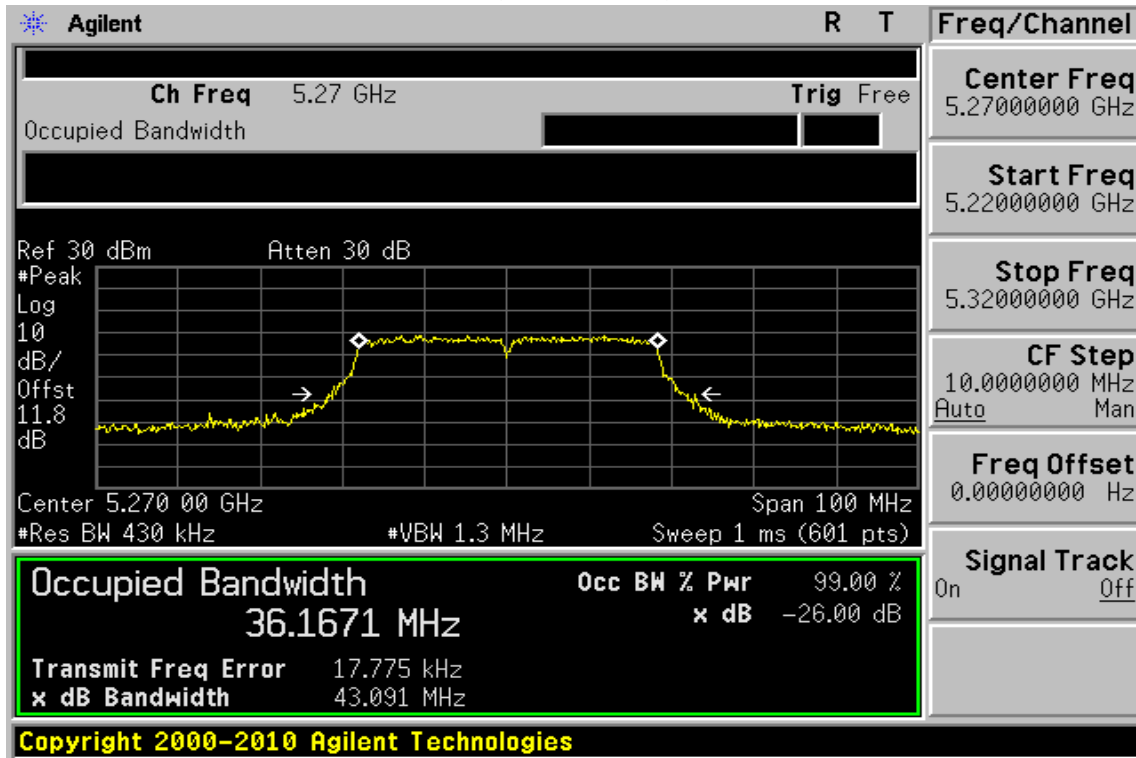 Agilent R T
Freq/Channel
Ch Freq 5.27 GHz Trig Free
Occupied Bandwidth
Center Freq
5.27000000 GHz
Start Freq
5.22000000 GHz
Stop Freq
5.32000000 GHz
CF Step
10.0000000 MHz
Auto Man
Freq Offset
0.00000000 Hz
Signal Track
On Off
Ref 30 dBm Atten 30 dB
#Peak
Log
10
dB/
Offst
11.8
dB
Center 5.270 00 GHz Span 100 MHz
#Res BW 430 kHz #VBW 1.3 MHz Sweep 1 ms (601 pts)
Occupied Bandwidth Occ BW % Pwr 99.00 %
36.1671 MHz x dB -26.00 dB
Transmit Freq Error 17.775 kHz
x dB Bandwidth 43.091 MHz
Copyright 2000-2010 Agilent Technologies